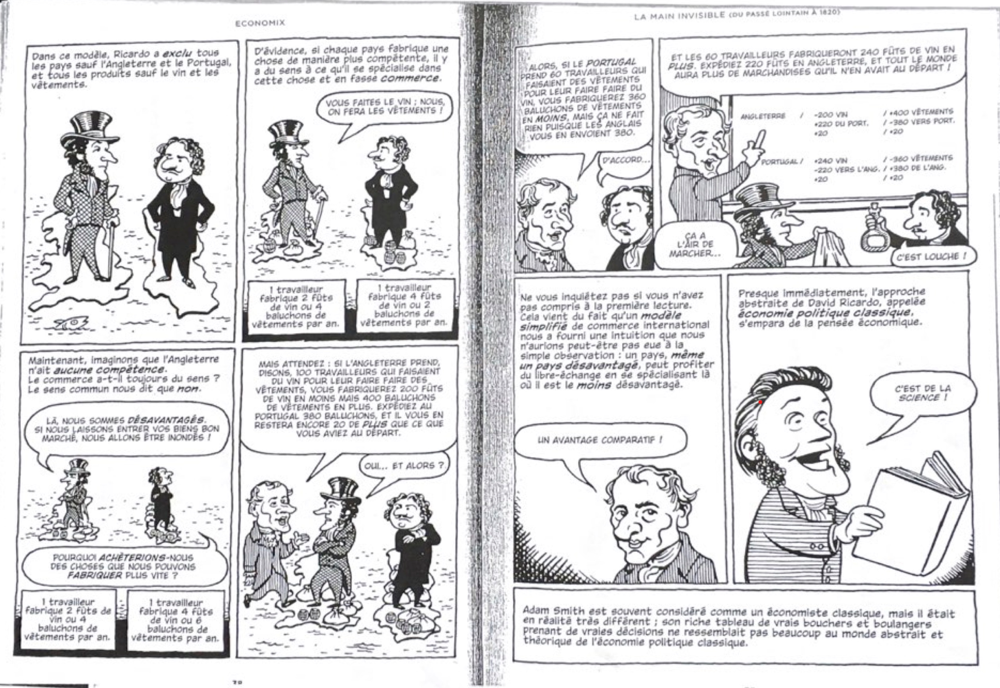 ECONOMIX
Dans ce modèle, Ricardo a exclu tous
les pays sauf l'Angleterre et le Portugal,
et tous les produits sauf le vin et les
vêtements.
D'évidence, si chaque pays fabrique une
chose de manière plus compétente, il y
a du sens à ce qu'il se spécialise dans
cette chose et en fasse commerce.
VOUS FAITES LE VIN ; NOUS,
ON FERA LES VÊTEMENTS !
1 travailleur
fabrique 2 fûts
de vin ou 4
baluchons de
vêtements par an.
1 travailleur
fabrique 4 fûts
de vin ou 2
baluchons de
vêtements par an.
Maintenant, imaginons que l'Angleterre
n'ait aucune compétence.
Le commerce a-t-il toujours du sens ?
Le sens commun nous dit que non.
LÀ, NOUS SOMMES DÉSAVANTAGÉS.
SI NOUS LAISSONS ENTRER VOS BIENS BON
MARCHÉ, NOUS ALLONS ÊTRE INONDÉS !
POURQUOI ACHÈTERIONS-NOUS
DES CHOSES QUE NOUS POUVONS
FABRIQUER PLUS VITE ?
1 travailleur
fabrique 2 fûts de
vin ou 4
baluchons de
vêtements par an.
1 travailleur
fabrique 4 fûts
de vin ou 6
baluchons de
vêtements par an.
MAIS ATTENDEZ : SI L'ANGLETERRE PREND,
DISONS, 100 TRAVAILLEURS QUI FAISAIENT
DU VIN POUR LEUR FAIRE FAIRE DES
VÊTEMENTS, VOUS FABRIQUEREZ 200 FÛTS
DE VIN EN MOINS MAIS 400 BALUCHONS
DE VÊTEMENTS EN PLUS. EXPÉDIEZ AU
PORTUGAL 380 BALUCHONS, ET IL VOUS EN
RESTERA ENCORE 20 DE PLUS QUE CE QUE
VOUS AVIEZ AU DÉPART.
OUI... ET ALORS ?
LA MAIN INVISIBLE (DU PASSÉ LOINTAIN À 1820)
ALORS, SI LE PORTUGAL
PREND 60 TRAVAILLEURS QUI
FAISAIENT DES VÊTEMENTS
POUR LEUR FAIRE FAIRE DU
VIN, VOUS FABRIQUEREZ 360
BALUCHONS DE VÊTEMENTS
EN MOINS, MAIS ÇA NE FAIT
RIEN PUISQUE LES ANGLAIS
VOUS EN ENVOIENT 380.
D'ACCORD...
ET LES 60 TRAVAILLEURS FABRIQUERONT 240 FÛTS DE VIN EN
PLUS. EXPÉDIEZ 220 FÛTS EN ANGLETERRE, ET TOUT LE MONDE
AURA PLUS DE MARCHANDISES QU'IL N'EN AVAIT AU DÉPART !
ANGLETERRE / -200 VIN / +400 VÊTEMENTS
+220 DU PORT. / -380 VERS PORT.
+20 / +20
PORTUGAL / +240 VIN / -360 VÊTEMENTS
-220 VERS L'ANG. / +380 DE L'ANG.
+20 / +20
ÇA A
L'AIR DE
MARCHER...
C'EST LOUCHE !
Ne vous inquiétez pas si vous n'avez
pas compris à la première lecture.
Cela vient du fait qu'un modèle
simplifié de commerce international
nous a fourni une intuition que nous
n'aurions peut-être pas eue à la
simple observation : un pays, même
un pays désavantagé, peut profiter
du libre-échange en se spécialisant là
où il est le moins désavantagé.
UN AVANTAGE COMPARATIF !
Presque immédiatement, l'approche
abstraite de David Ricardo, appelée
économie politique classique,
s'empara de la pensée économique.
C'EST DE LA
SCIENCE !
Adam Smith est souvent considéré comme un économiste classique, mais il était
en réalité très différent ; son riche tableau de vrais bouchers et boulangers
prenant de vraies décisions ne ressemblait pas beaucoup au monde abstrait et
théorique de l'économie politique classique.